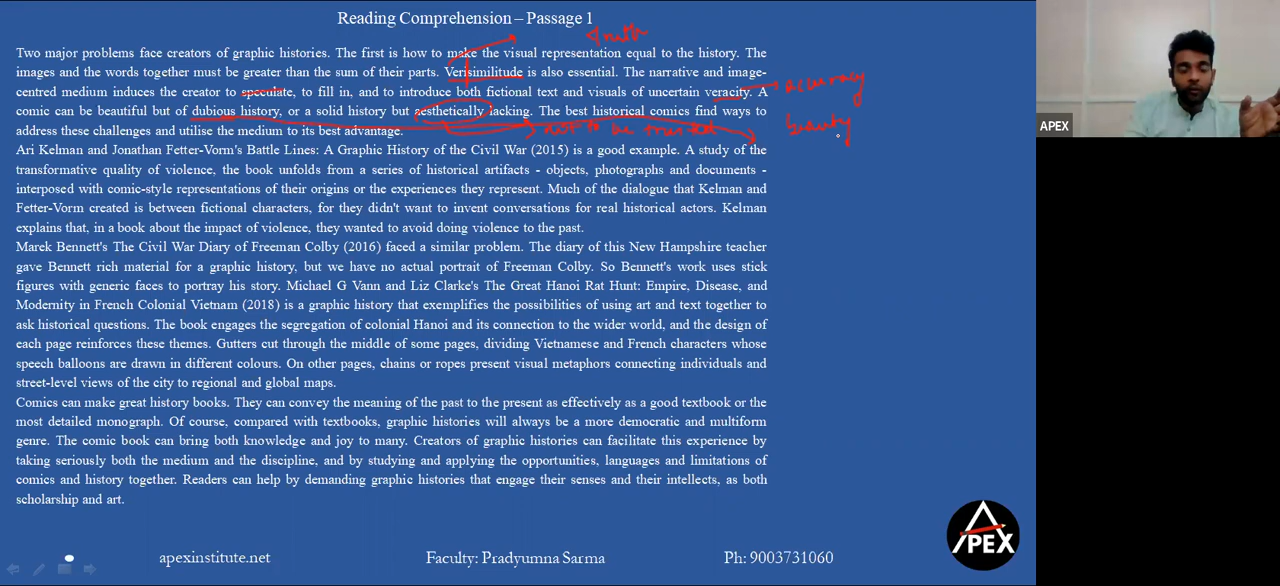 Reading Comprehension – Passage 1
truth
Two major problems face creators of graphic histories. The first is how to make the visual representation equal to the history. The
images and the words together must be greater than the sum of their parts. Verisimilitude is also essential. The narrative and image-
centred medium induces the creator to speculate, to fill in, and to introduce both fictional text and visuals of uncertain veracity. A
accuracy
comic can be beautiful but of dubious history, or a solid history but aesthetically lacking. The best historical comics find ways to
address these challenges and utilise the medium to its best advantage.
not to be trusted
beauty
Ari Kelman and Jonathan Fetter-Vorm's Battle Lines: A Graphic History of the Civil War (2015) is a good example. A study of the
transformative quality of violence, the book unfolds from a series of historical artifacts - objects, photographs and documents -
interposed with comic-style representations of their origins or the experiences they represent. Much of the dialogue that Kelman and
Fetter-Vorm created is between fictional characters, for they didn't want to invent conversations for real historical actors. Kelman
explains that, in a book about the impact of violence, they wanted to avoid doing violence to the past.
Marek Bennett's The Civil War Diary of Freeman Colby (2016) faced a similar problem. The diary of this New Hampshire teacher
gave Bennett rich material for a graphic history, but we have no actual portrait of Freeman Colby. So Bennett's work uses stick
figures with generic faces to portray his story. Michael G Vann and Liz Clarke's The Great Hanoi Rat Hunt: Empire, Disease, and
Modernity in French Colonial Vietnam (2018) is a graphic history that exemplifies the possibilities of using art and text together to
ask historical questions. The book engages the segregation of colonial Hanoi and its connection to the wider world, and the design of
each page reinforces these themes. Gutters cut through the middle of some pages, dividing Vietnamese and French characters whose
speech balloons are drawn in different colours. On other pages, chains or ropes present visual metaphors connecting individuals and
street-level views of the city to regional and global maps.
Comics can make great history books. They can convey the meaning of the past to the present as effectively as a good textbook or the
most detailed monograph. Of course, compared with textbooks, graphic histories will always be a more democratic and multiform
genre. The comic book can bring both knowledge and joy to many. Creators of graphic histories can facilitate this experience by
taking seriously both the medium and the discipline, and by studying and applying the opportunities, languages and limitations of
comics and history together. Readers can help by demanding graphic histories that engage their senses and their intellects, as both
scholarship and art.
apexinstitute.net
Faculty: Pradyumna Sarma
Ph: 9003731060
APEX
APEX